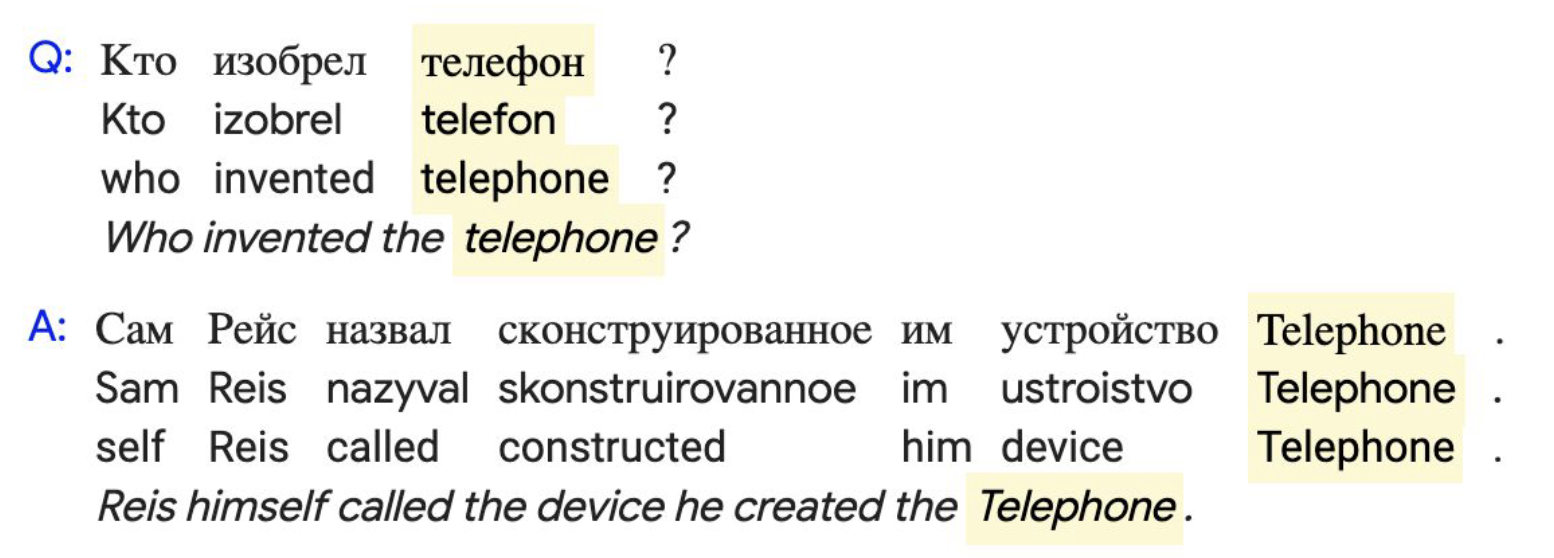 Q: Кто изобрел телефон ?
Kto izobrel telefon ?
who invented telephone ?
Who invented the telephone ?
A: Сам Рейс назвал сконструированное им устройство Telephone .
Sam Reis nazyval skonstruirovannoe im ustroistvo Telephone .
self Reis called constructed him device Telephone .
Reis himself called the device he created the Telephone .